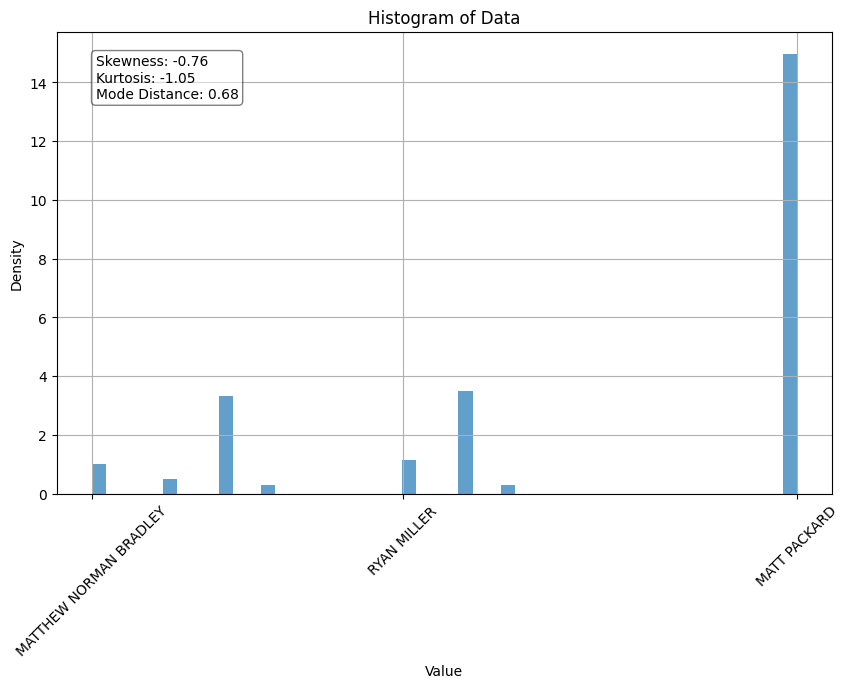 Histogram of Data
Skewness: -0.76
Kurtosis: -1.05
Mode Distance: 0.68
Density
14
12
10
8
6
4
2
0
MATTHEW NORMAN BRADLEY
RYAN MILLER
MATT PACKARD
Value